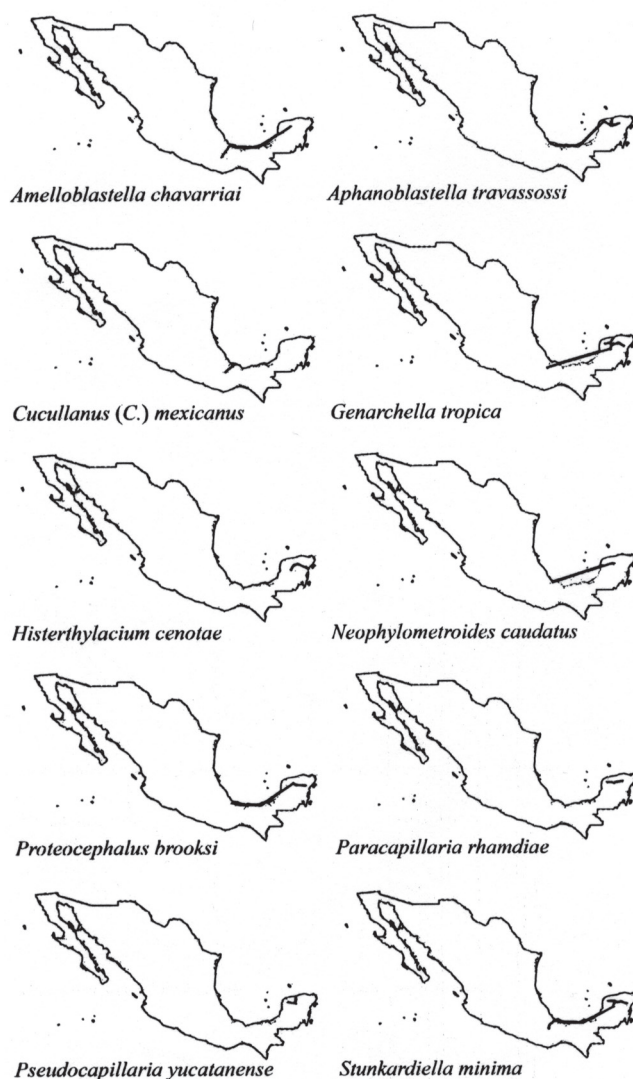 Amelloblastella chavarriai
Aphanoblastella travassossi
Cucullanus (C.) mexicanus
Genarchella tropica
Histerthylacium cenotae
Neophylometroides caudatus
Proteocephalus brooksi
Paracapillaria rhamdiae
Pseudocapillaria yucatanense
Stunkardiella minima